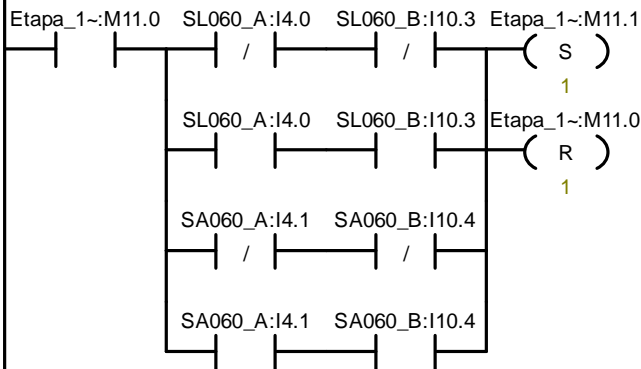 Etapa_1~:M11.0 SL060_A:I4.0 SL060_B:I10.3 Etapa_1~:M11.1
/ / S
1
SL060_A:I4.0 SL060_B:I10.3 Etapa_1~:M11.0
R
1
SA060_A:I4.1 SA060_B:I10.4
/ /
SA060_A:I4.1 SA060_B:I10.4